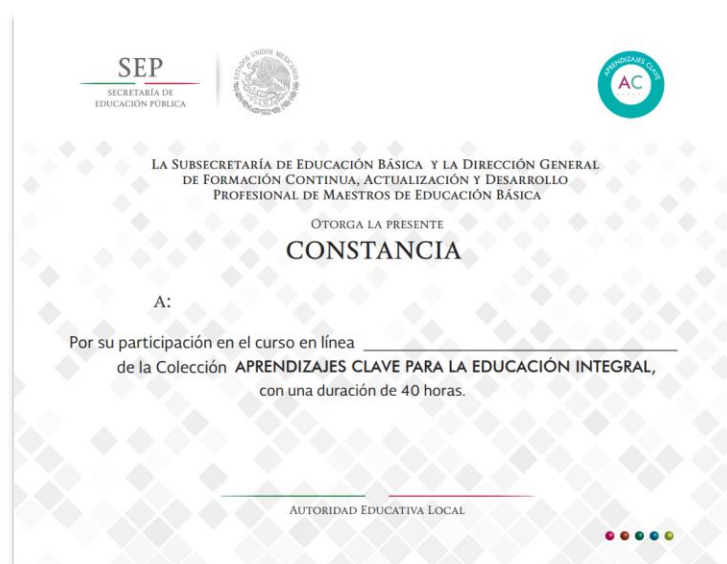 SEP
SECRETARÍA DE
EDUCACIÓN PÚBLICA
ESTADOS UNIDOS MEXICANOS
APRENDIZAJES CLAVE
AC
LA SUBSECRETARÍA DE EDUCACIÓN BÁSICA Y LA DIRECCIÓN GENERAL
DE FORMACIÓN CONTINUA, ACTUALIZACIÓN Y DESARROLLO
PROFESIONAL DE MAESTROS DE EDUCACIÓN BÁSICA
OTORGA LA PRESENTE
CONSTANCIA
A:
Por su participación en el curso en línea
de la Colección APRENDIZAJES CLAVE PARA LA EDUCACIÓN INTEGRAL,
con una duración de 40 horas.
AUTORIDAD EDUCATIVA LOCAL